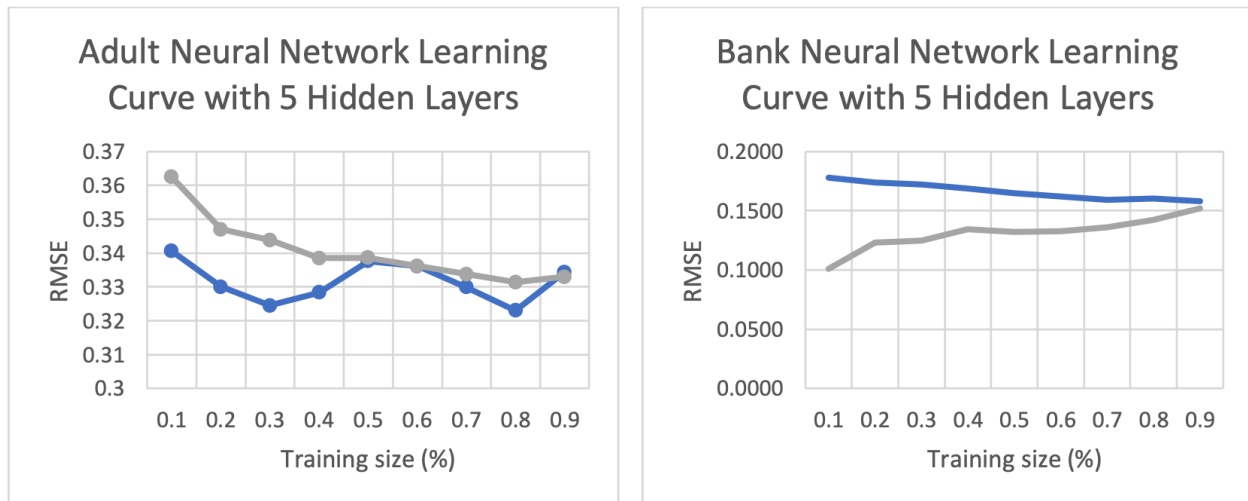 Adult Neural Network Learning
Curve with 5 Hidden Layers
0.37
0.36
0.35
0.34
0.33
0.32
0.31
0.3
RMSE
0.1 0.2 0.3 0.4 0.5 0.6 0.7 0.8 0.9
Training size (%)
Bank Neural Network Learning
Curve with 5 Hidden Layers
0.2000
0.1500
0.1000
0.0500
0.0000
RMSE
0.1 0.2 0.3 0.4 0.5 0.6 0.7 0.8 0.9
Training size (%)